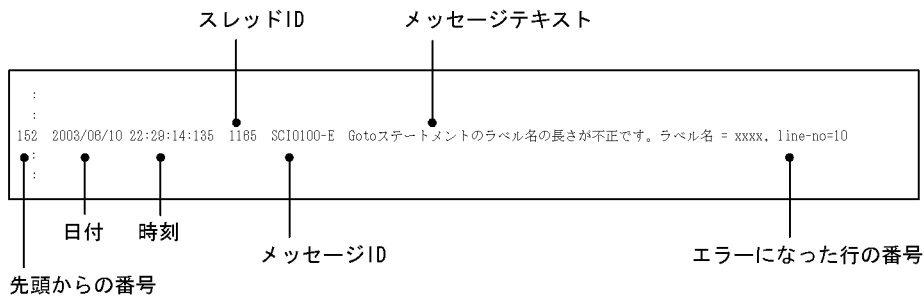 スレッドID メッセージテキスト
:
:
152 2003/06/10 22:29:14:135 1165 SCI0100-E Gotoステートメントのラベル名の長さが不正です。ラベル名 = xxxx, line-no=10
:
:
日付 時刻 メッセージID エラーになった行の番号
先頭からの番号